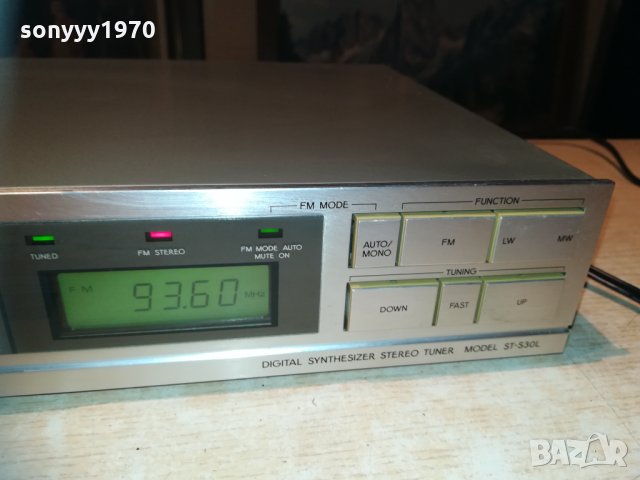 sonyyy1970
FM MODE
FUNCTION
TUNED
FM STEREO
FM MODE AUTO
MUTE ON
AUTO/
MONO
FM
LW
MW
TUNING
FM 93.60 MHz
DOWN
FAST
UP
DIGITAL SYNTHESIZER STEREO TUNER MODEL ST-S30L
BAZAR